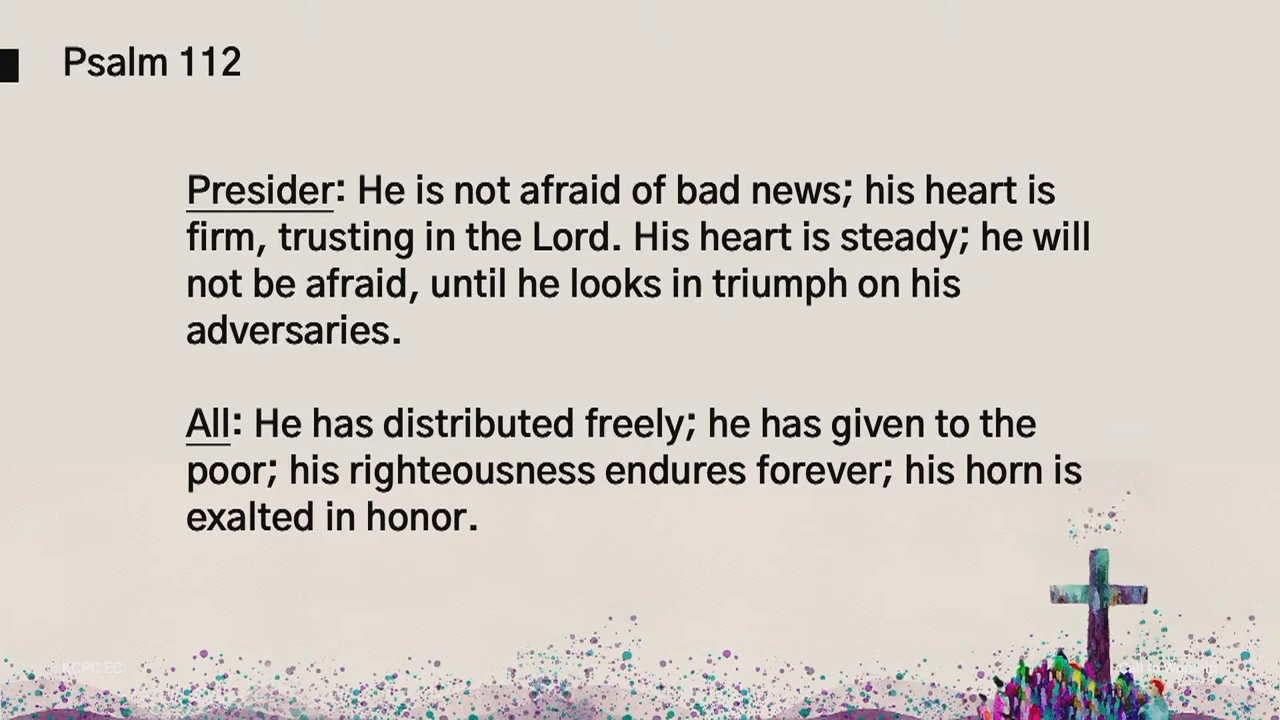 Psalm 112
Presider: He is not afraid of bad news; his heart is
firm, trusting in the Lord. His heart is steady; he will
not be afraid, until he looks in triumph on his
adversaries.
All: He has distributed freely; he has given to the
poor; his righteousness endures forever; his horn is
exalted in honor.
KCPC:EC